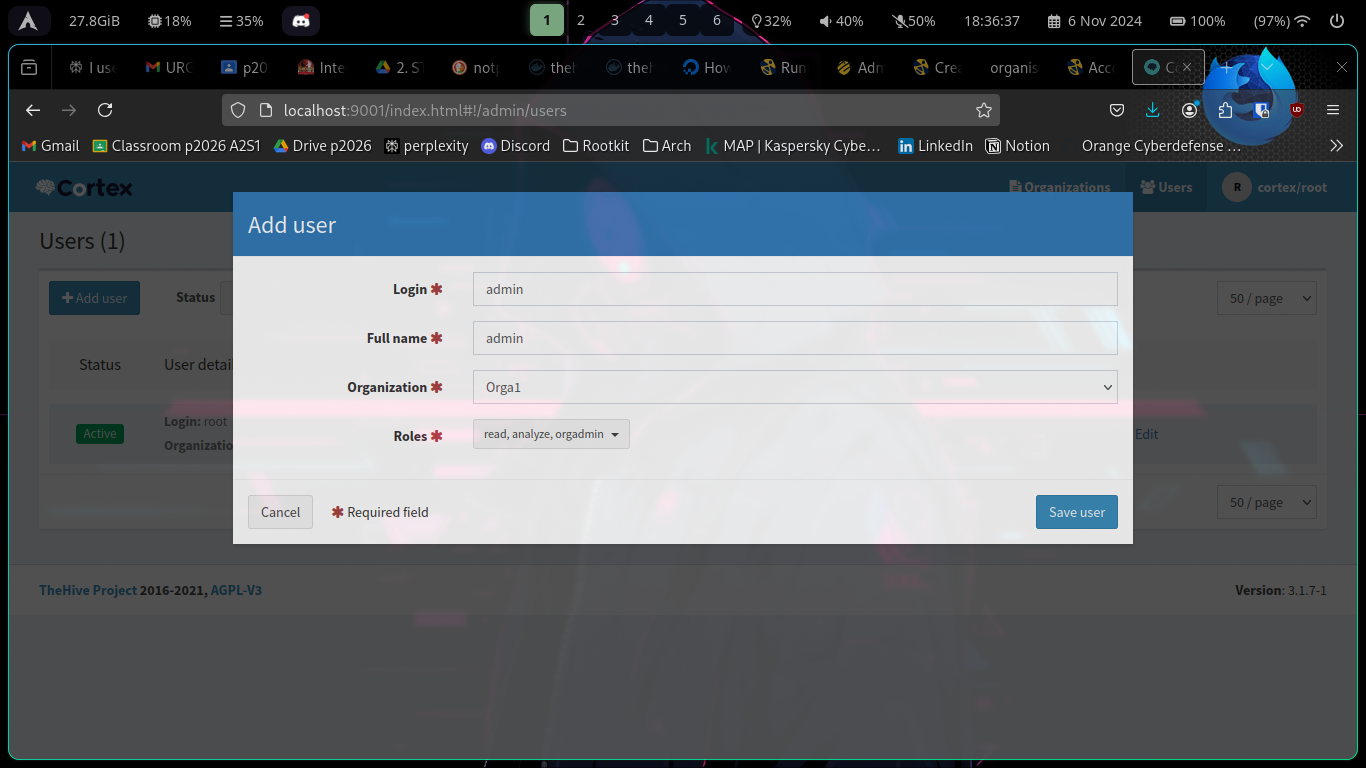 27.8GiB 18% 35% 1 2 3 4 5 6 32% 40% 50% 18:36:37 6 Nov 2024 100% (97%)
I use URC p20 Inte 2. S notp thel thel How Run Adn Crea organis Acce C
localhost:9001/index.html#!/admin/users
Gmail Classroom p2026 A2S1 Drive p2026 perplexity Discord Rootkit Arch MAP | Kaspersky Cybe... LinkedIn Notion Orange Cyberdefense ...
Cortex Organizations Users R cortex/root
Users (1)
Add user
Add user Status 50 / page
Login ✱ admin
Full name ✱ admin
Status User detail
Organization ✱ Orga1
Active Login: root Edit
Organizatio
Roles ✱ read, analyze, orgadmin
50 / page
Cancel ✱ Required field Save user
TheHive Project 2016-2021, AGPL-V3 Version: 3.1.7-1